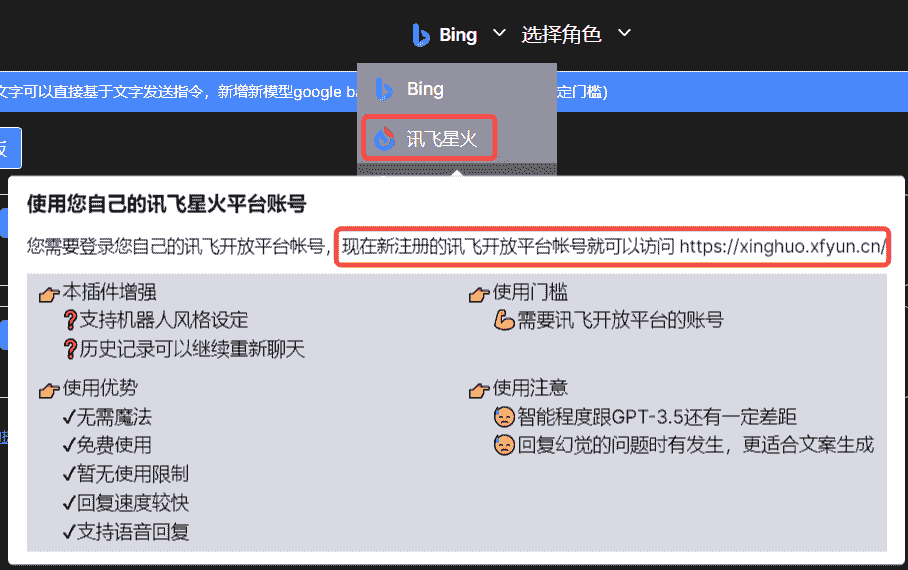 Bing 选择角色
文字可以直接基于文字发送指令，新增新模型google ba
定门槛)
Bing
讯飞星火
使用您自己的讯飞星火平台账号
您需要登录您自己的讯飞开放平台帐号，现在新注册的讯飞开放平台帐号就可以访问 https://xinghuo.xfyun.cn/
👉本插件增强
❓支持机器人风格设定
❓历史记录可以继续重新聊天
👉使用门槛
💪需要讯飞开放平台的账号
👉使用优势
✓无需魔法
✓免费使用
✓暂无使用限制
✓回复速度较快
✓支持语音回复
👉使用注意
😓智能程度跟GPT-3.5还有一定差距
😓回复幻觉的问题时有发生，更适合文案生成